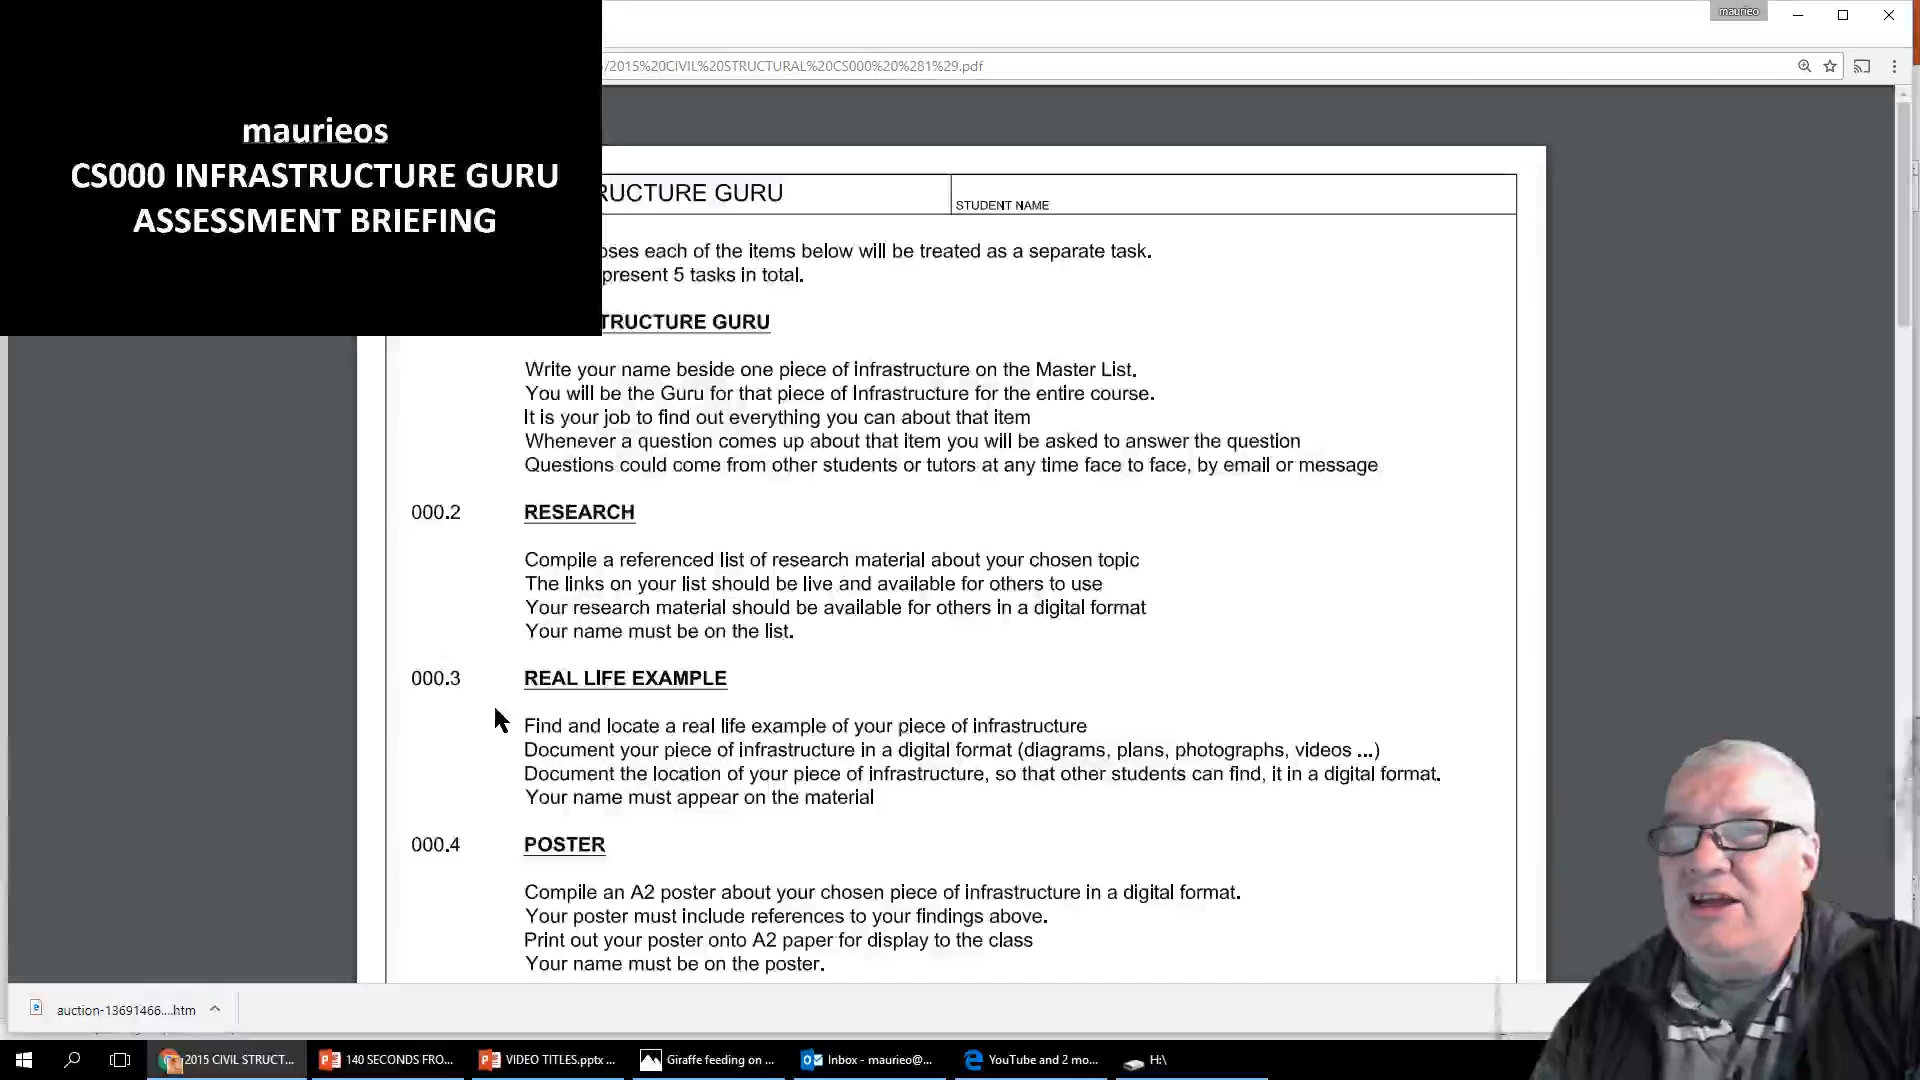 maurieo
/2015%20CIVIL%20STRUCTURAL%20CS000%20%281%29.pdf
maurieos
CS000 INFRASTRUCTURE GURU
ASSESSMENT BRIEFING
RUCTURE GURU
STUDENT NAME
oses each of the items below will be treated as a separate task.
present 5 tasks in total.
TRUCTURE GURU
Write your name beside one piece of infrastructure on the Master List.
You will be the Guru for that piece of Infrastructure for the entire course.
It is your job to find out everything you can about that item
Whenever a question comes up about that item you will be asked to answer the question
Questions could come from other students or tutors at any time face to face, by email or message
000.2 RESEARCH
Compile a referenced list of research material about your chosen topic
The links on your list should be live and available for others to use
Your research material should be available for others in a digital format
Your name must be on the list.
000.3 REAL LIFE EXAMPLE
Find and locate a real life example of your piece of infrastructure
Document your piece of infrastructure in a digital format (diagrams, plans, photographs, videos ...)
Document the location of your piece of infrastructure, so that other students can find, it in a digital format.
Your name must appear on the material
000.4 POSTER
Compile an A2 poster about your chosen piece of infrastructure in a digital format.
Your poster must include references to your findings above.
Print out your poster onto A2 paper for display to the class
Your name must be on the poster.
auction-13691466....htm
2015 CIVIL STRUCT... 140 SECONDS FRO... VIDEO TITLES.pptx ... Giraffe feeding on ... Inbox - maurieo@... YouTube and 2 mo... H:\